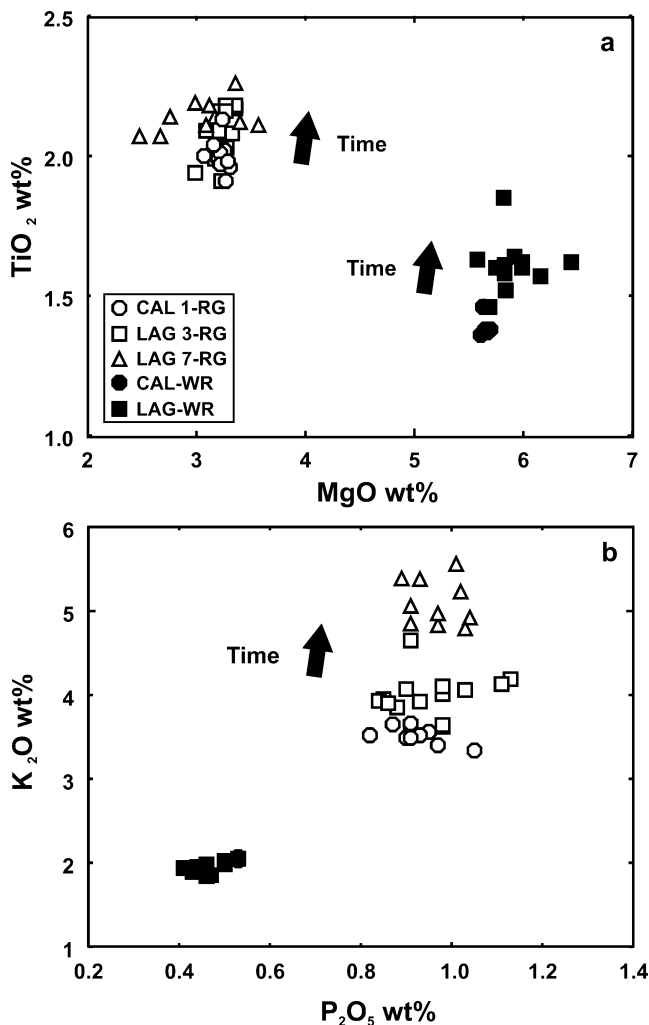 2.5
a
2.0
Time
TiO2 wt%
Time
1.5
CAL 1-RG
LAG 3-RG
LAG 7-RG
CAL-WR
LAG-WR
1.0
2 3 4 5 6 7
MgO wt%
6
b
5
Time
4
K2O wt%
3
2
1
0.2 0.4 0.6 0.8 1.0 1.2 1.4
P2O5 wt%